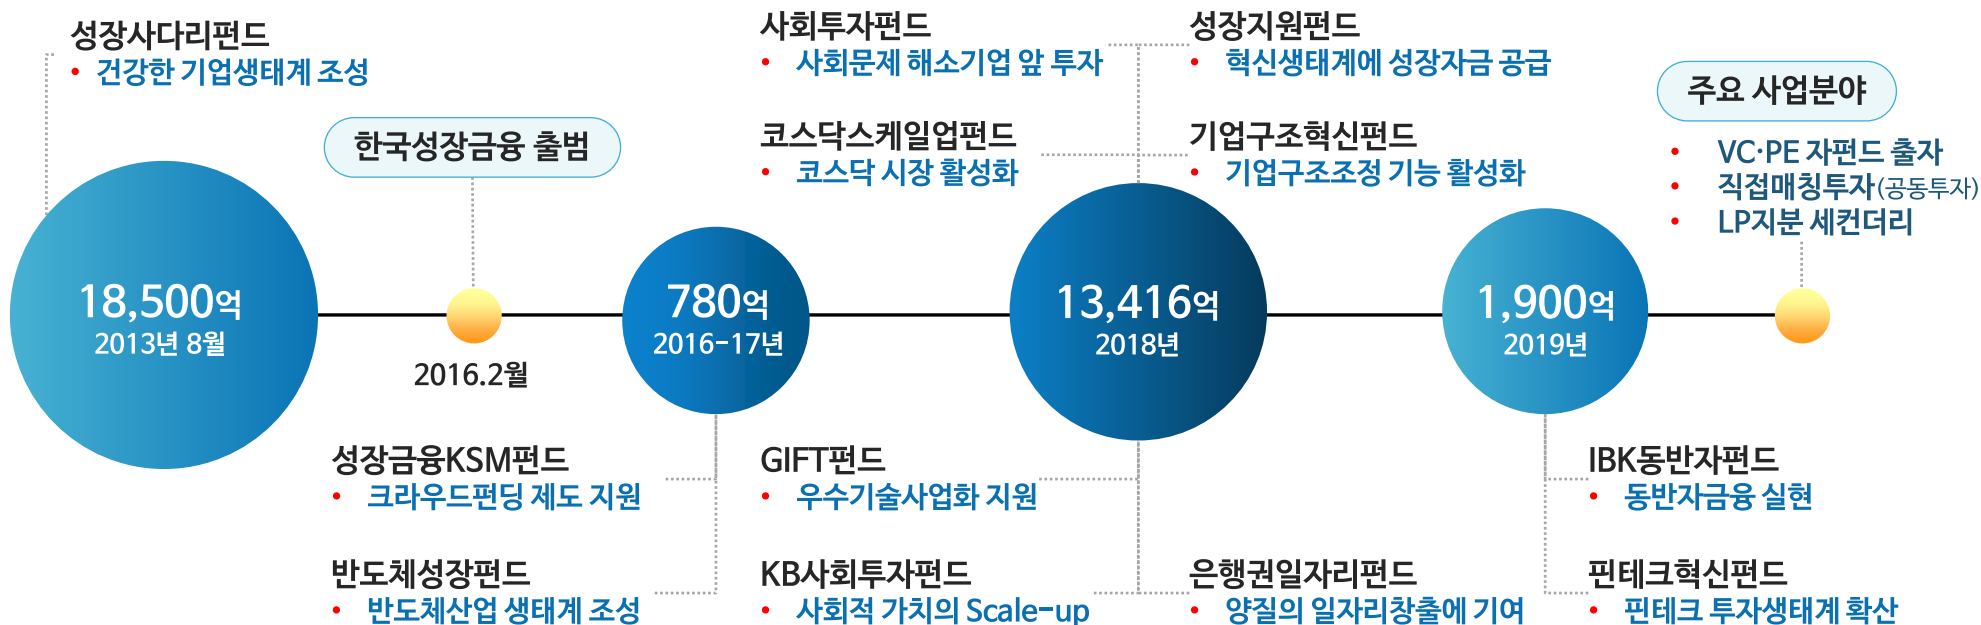 성장사다리펀드
• 건강한 기업생태계 조성
한국성장금융 출범
사회투자펀드
• 사회문제 해소기업 앞 투자
성장지원펀드
• 혁신생태계에 성장자금 공급
코스닥스케일업펀드
• 코스닥 시장 활성화
기업구조혁신펀드
• 기업구조조정 기능 활성화
주요 사업분야
• VC·PE 자펀드 출자
• 직접매칭투자(공동투자)
• LP지분 세컨더리
18,500억
2013년 8월
2016.2월
780억
2016-17년
13,416억
2018년
1,900억
2019년
성장금융KSM펀드
• 크라우드펀딩 제도 지원
GIFT펀드
• 우수기술사업화 지원
IBK동반자펀드
• 동반자금융 실현
반도체성장펀드
• 반도체산업 생태계 조성
KB사회투자펀드
• 사회적 가치의 Scale-up
은행권일자리펀드
• 양질의 일자리창출에 기여
핀테크혁신펀드
• 핀테크 투자생태계 확산